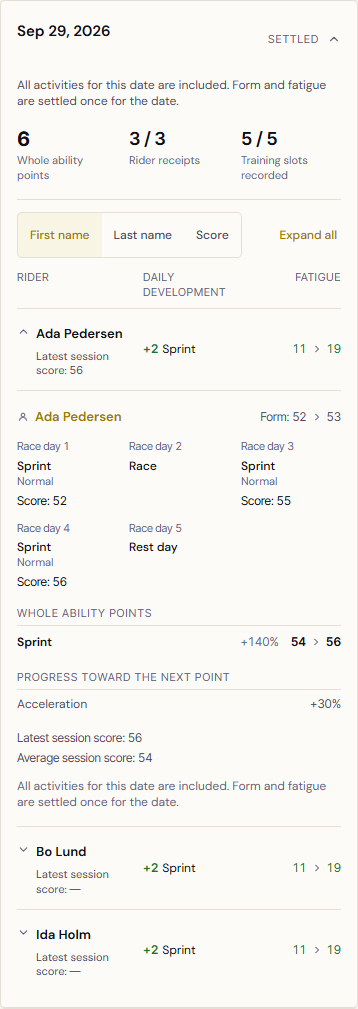 Sep 29, 2026
SETTLED
All activities for this date are included. Form and fatigue
are settled once for the date.
6
Whole ability
points
3 / 3
Rider receipts
5 / 5
Training slots
recorded
First name
Last name
Score
Expand all
RIDER
DAILY
DEVELOPMENT
FATIGUE
Ada Pedersen
Latest session
score: 56
+2 Sprint
11 > 19
Ada Pedersen
Form: 52 > 53
Race day 1
Sprint
Normal
Score: 52
Race day 2
Race
Race day 3
Sprint
Normal
Score: 55
Race day 4
Sprint
Normal
Score: 56
Race day 5
Rest day
WHOLE ABILITY POINTS
Sprint +140% 54 > 56
PROGRESS TOWARD THE NEXT POINT
Acceleration +30%
Latest session score: 56
Average session score: 54
All activities for this date are included. Form and fatigue
are settled once for the date.
Bo Lund
Latest session
score: —
+2 Sprint
11 > 19
Ida Holm
Latest session
score: —
+2 Sprint
11 > 19